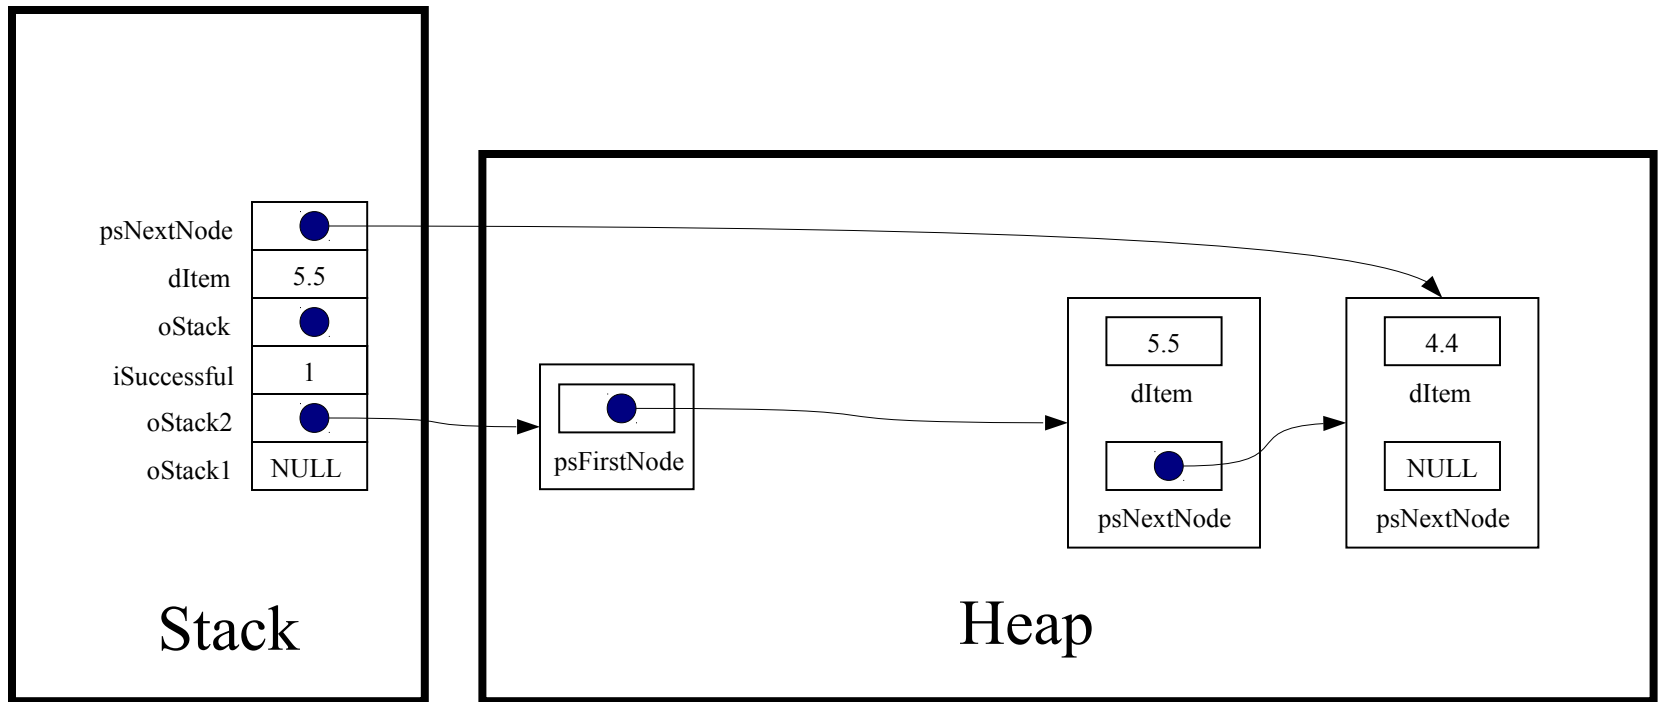 psNextNode
dItem 5.5
oStack
iSuccessful 1
oStack2
oStack1 NULL
Stack
psFirstNode
5.5
dItem
psNextNode
4.4
dItem
NULL
psNextNode
Heap